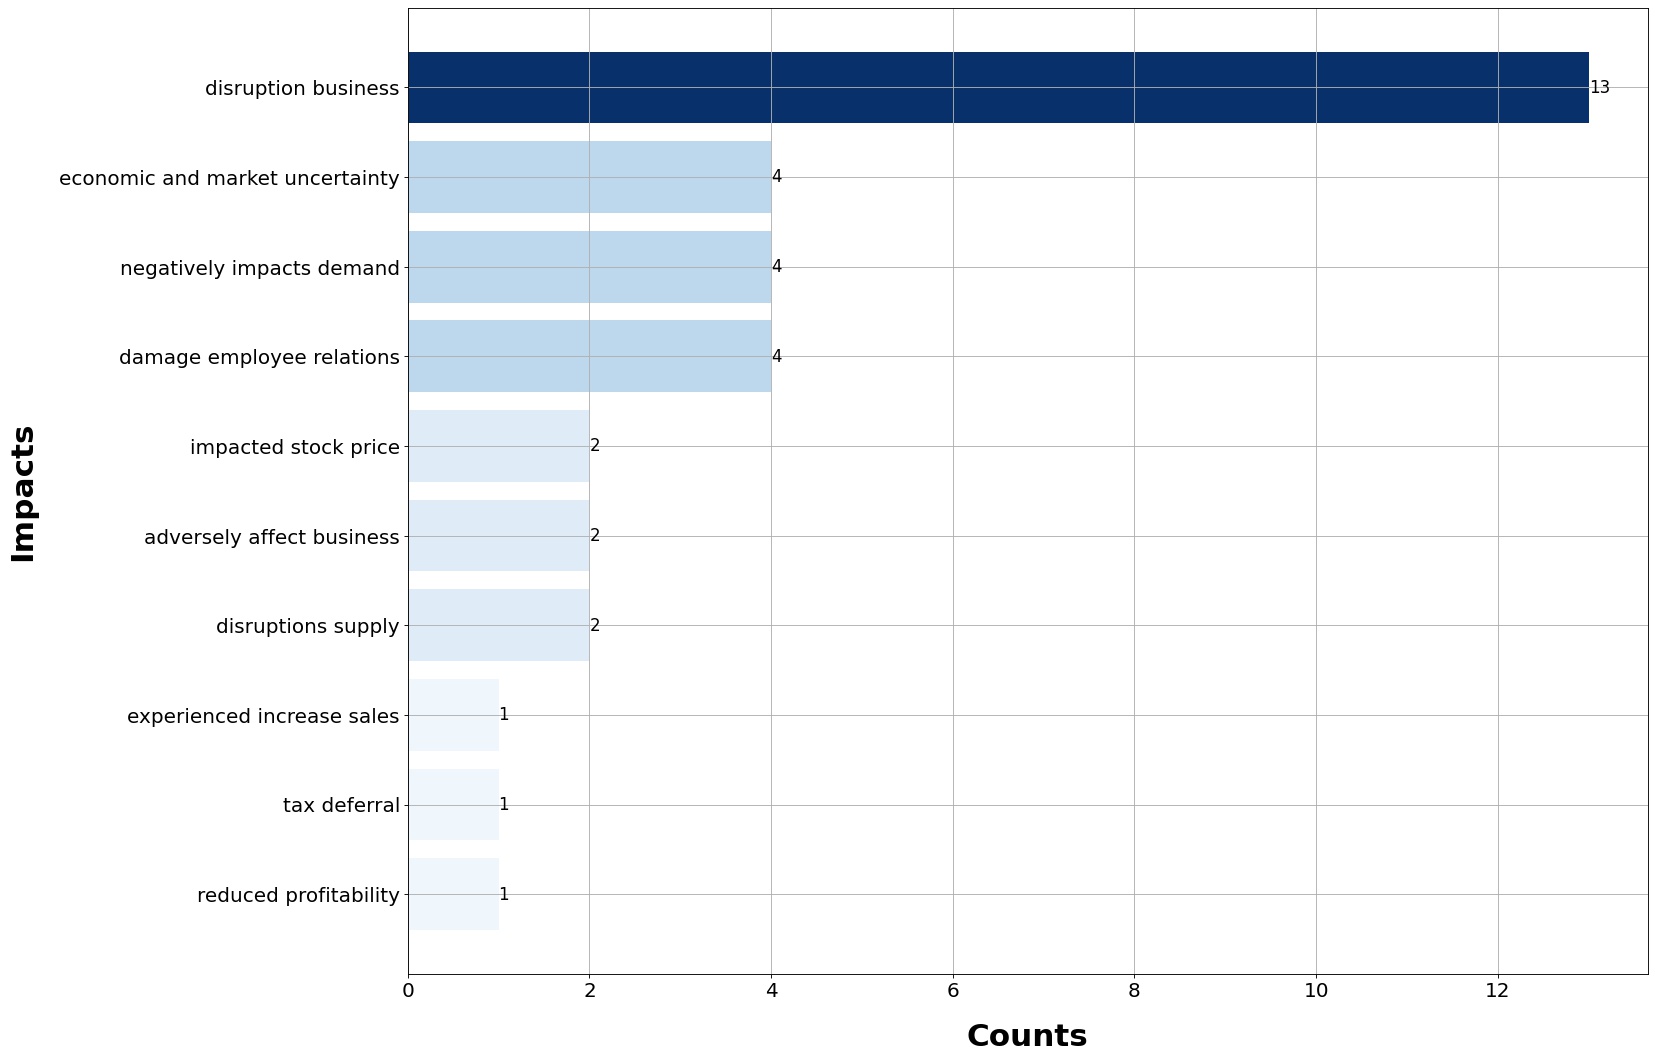 disruption business
13
economic and market uncertainty
4
negatively impacts demand
4
damage employee relations
4
impacted stock price
2
adversely affect business
2
disruptions supply
2
experienced increase sales
1
tax deferral
1
reduced profitability
1
Impacts
0 2 4 6 8 10 12
Counts